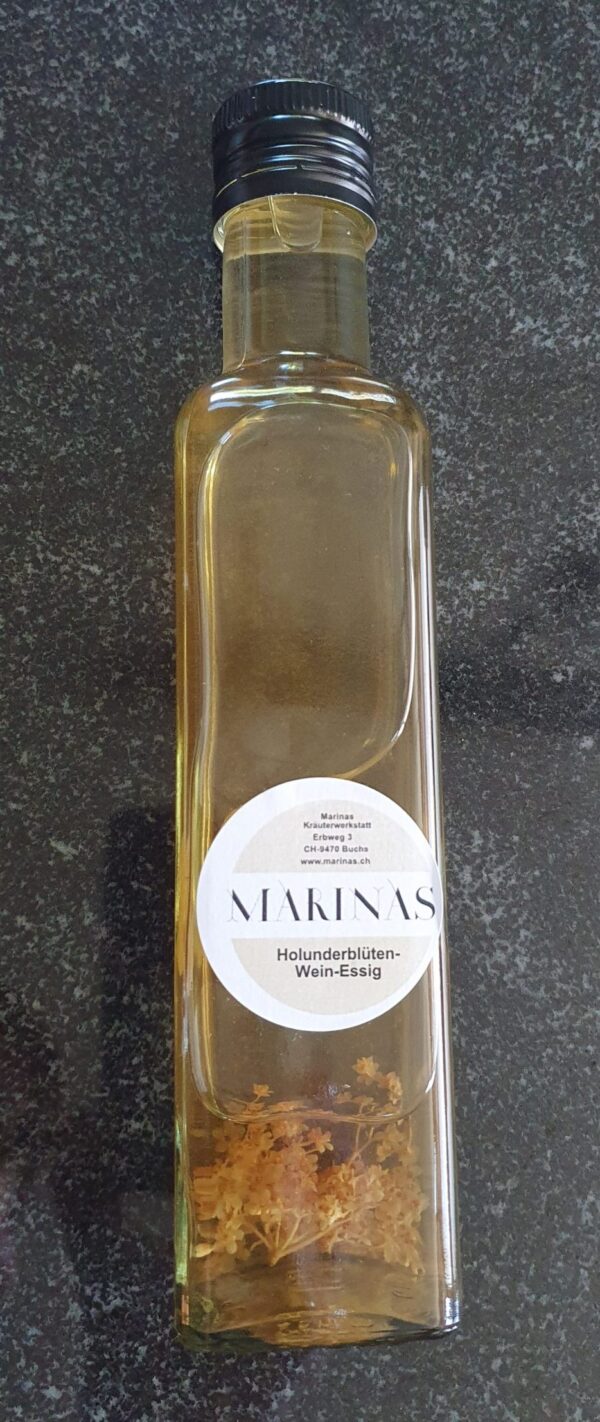 Marinas
Kräuterwerkstatt
Erbweg 3
CH-9470 Buchs
www.marinas.ch
MARINAS
Holunderblüten-
Wein-Essig